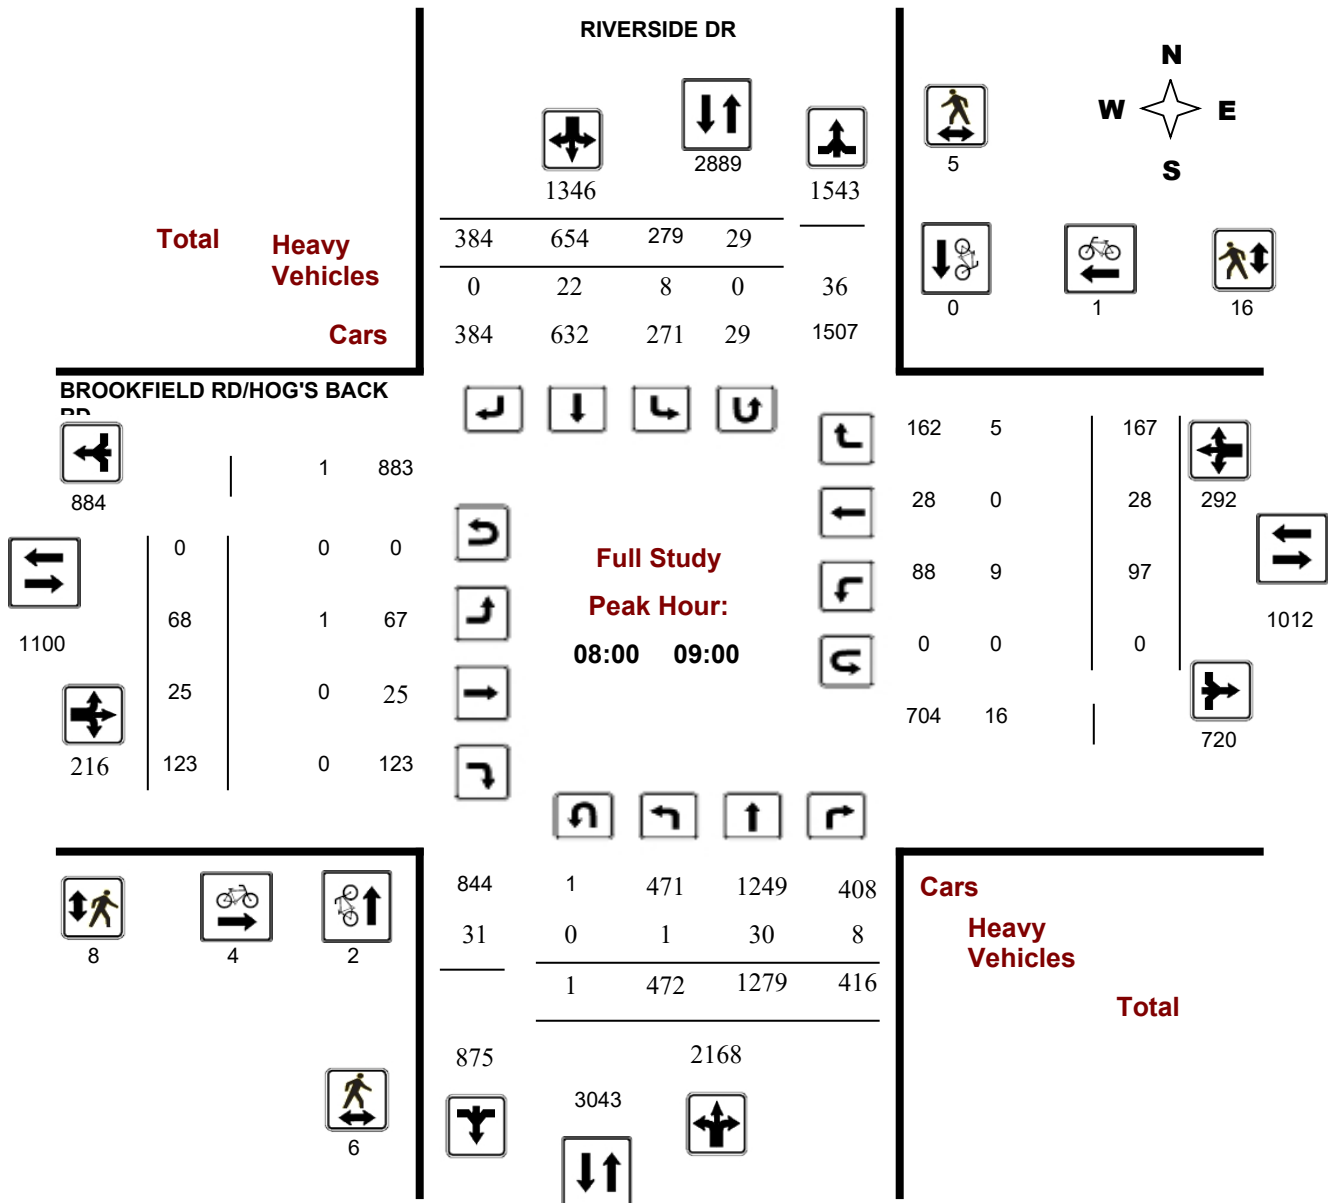 RIVERSIDE DR
N
W E
S
1346
2889
1543
5
Total
Heavy
Vehicles
Cars
384 654 279 29
0 22 8 0 36
384 632 271 29 1507
0 1 16
BROOKFIELD RD/HOG'S BACK
884
1 883
0 0 0
68 1 67
25 0 25
123 0 123
1100
216
Full Study
Peak Hour:
08:00 09:00
162 5 167
28 0 28
88 9 97
0 0 0
704 16
292
1012
720
8 4 2
6
844 1 471 1249 408
31 0 1 30 8
1 472 1279 416
875
2168
3043
Cars
Heavy
Vehicles
Total